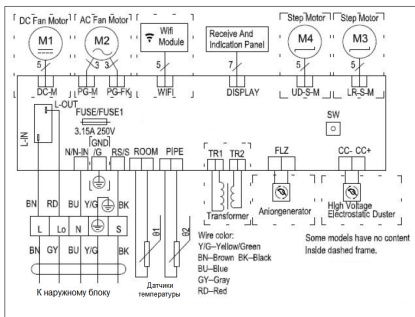 DC Fan Motor
AC Fan Motor
Wifi Module
Receive And Indication Panel
Step Motor
Step Motor
M1
M2
M4
M3
5
3
3
5
7
5
5
DC-M
PG-M
PG-FK
WIFI
DISPLAY
UD-S-M
LR-S-M
L-IN
L-OUT
FUSE/FUSE1
3.15A 250V
SW
GND
N/N-IN
/G
RS/S
ROOM
PIPE
TR1
TR2
FLZ
CC-
CC+
Transformer
Aniongenerator
High Voltage
Electrostatic Duster
BN
RD
BU
Y/G
BK
L
Lo
N
S
BN
GY
BU
Y/G
BK
θ1
θ2
К наружному блоку
Датчики
температуры
Wire color:
Y/G–Yellow/Green
BN–Brown BK–Black
BU–Blue
GY–Gray
RD–Red
Some models have no content
Inside dashed frame.